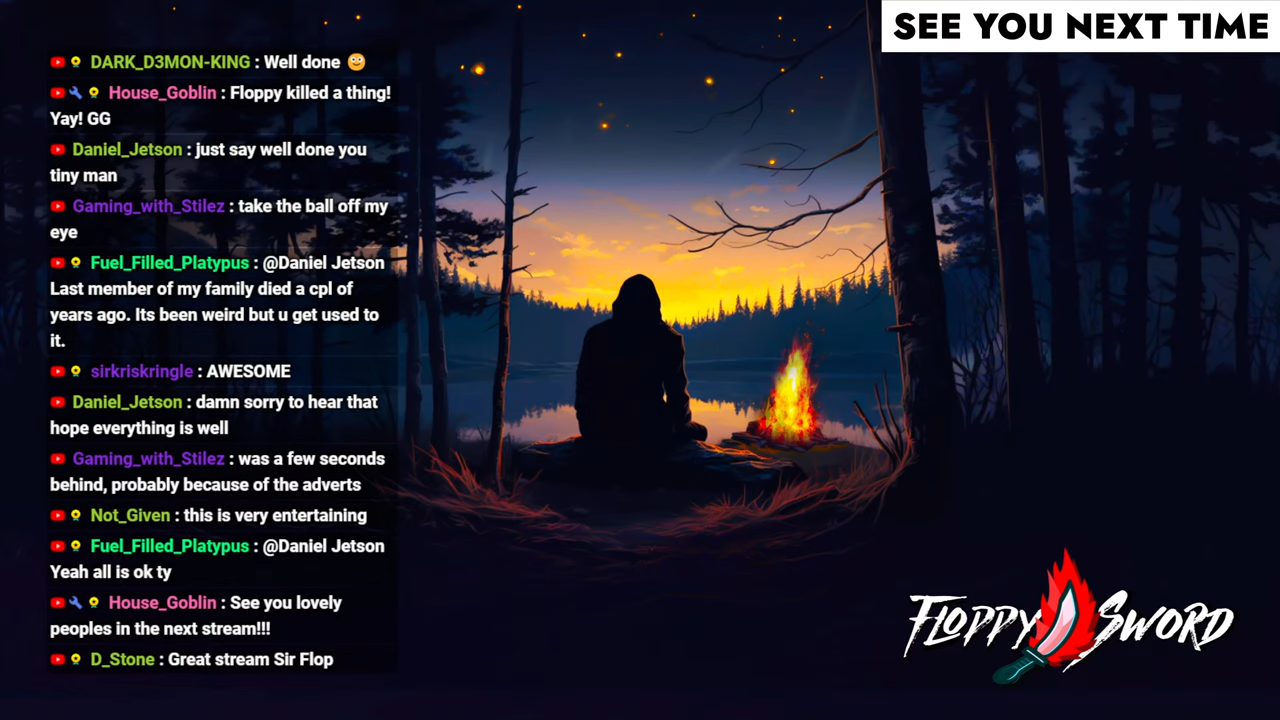 SEE YOU NEXT TIME
DARK_D3MON-KING : Well done
House_Goblin : Floppy killed a thing!
Yay! GG
Daniel_Jetson : just say well done you
tiny man
Gaming_with_Stilez : take the ball off my
eye
Fuel_Filled_Platypus : @Daniel Jetson
Last member of my family died a cpl of
years ago. Its been weird but u get used to
it.
sirkriskringle : AWESOME
Daniel_Jetson : damn sorry to hear that
hope everything is well
Gaming_with_Stilez : was a few seconds
behind, probably because of the adverts
Not_Given : this is very entertaining
Fuel_Filled_Platypus : @Daniel Jetson
Yeah all is ok ty
House_Goblin : See you lovely
peoples in the next stream!!!
D_Stone : Great stream Sir Flop
FLOPPY SWORD